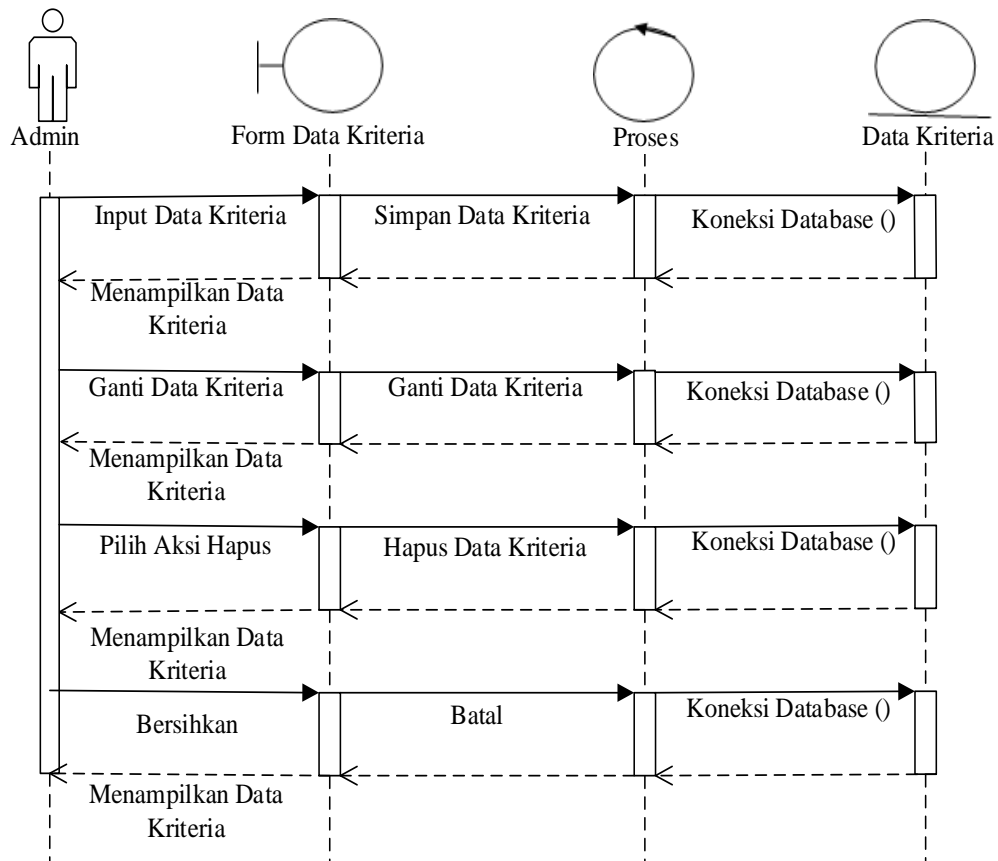 Admin
Form Data Kriteria
Proses
Data Kriteria
Input Data Kriteria
Simpan Data Kriteria
Koneksi Database ()
Menampilkan Data
Kriteria
Ganti Data Kriteria
Ganti Data Kriteria
Koneksi Database ()
Menampilkan Data
Kriteria
Pilih Aksi Hapus
Hapus Data Kriteria
Koneksi Database ()
Menampilkan Data
Kriteria
Bersihkan
Batal
Koneksi Database ()
Menampilkan Data
Kriteria